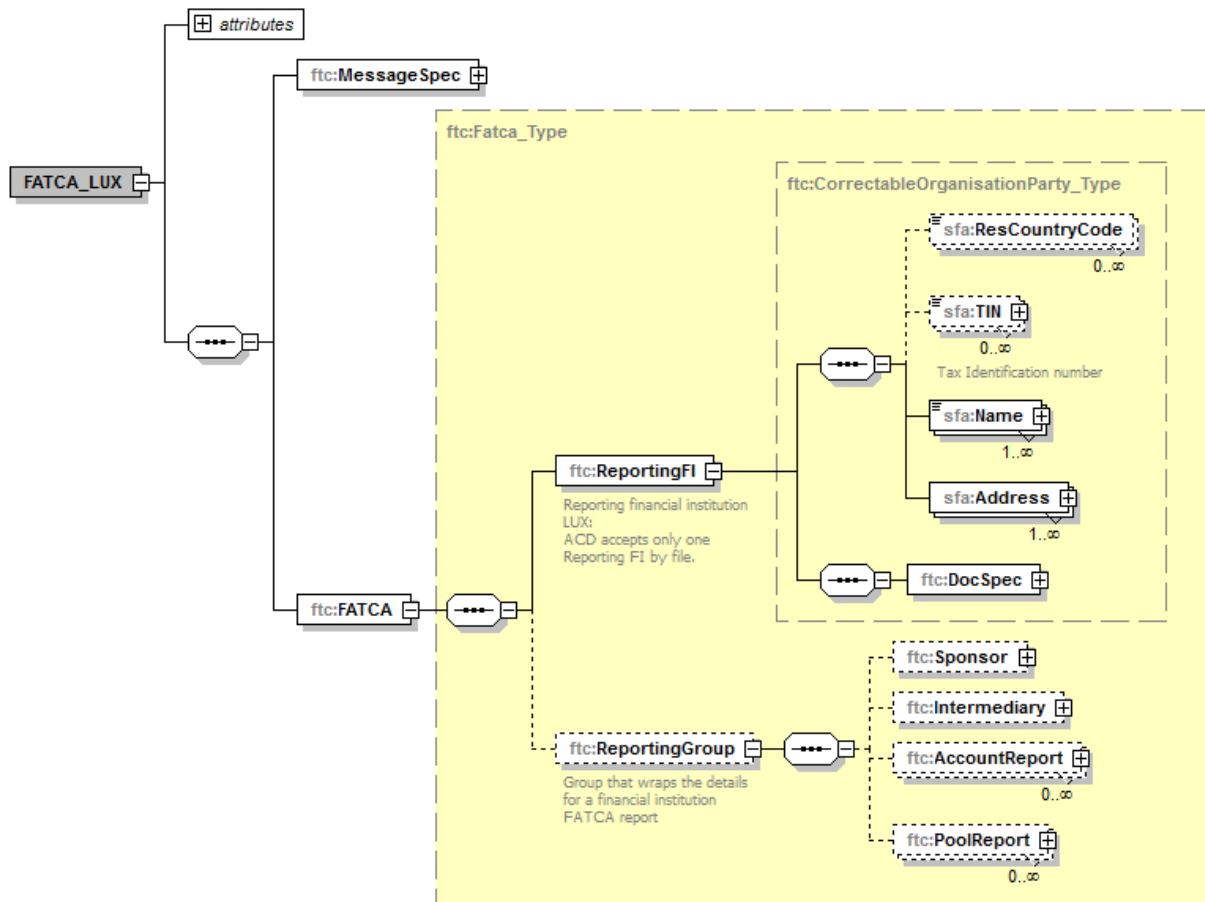 attributes
ftc:MessageSpec
ftc:Fatca_Type
FATCA_LUX
ftc:CorrectableOrganisationParty_Type
sfa:ResCountryCode
0..∞
sfa:TIN
0..∞
Tax Identification number
sfa:Name
1..∞
ftc:ReportingFI
Reporting financial institution
LUX:
ACD accepts only one
Reporting FI by file.
sfa:Address
1..∞
ftc:DocSpec
ftc:FATCA
ftc:Sponsor
ftc:Intermediary
ftc:ReportingGroup
Group that wraps the details
for a financial institution
FATCA report
ftc:AccountReport
0..∞
ftc:PoolReport
0..∞